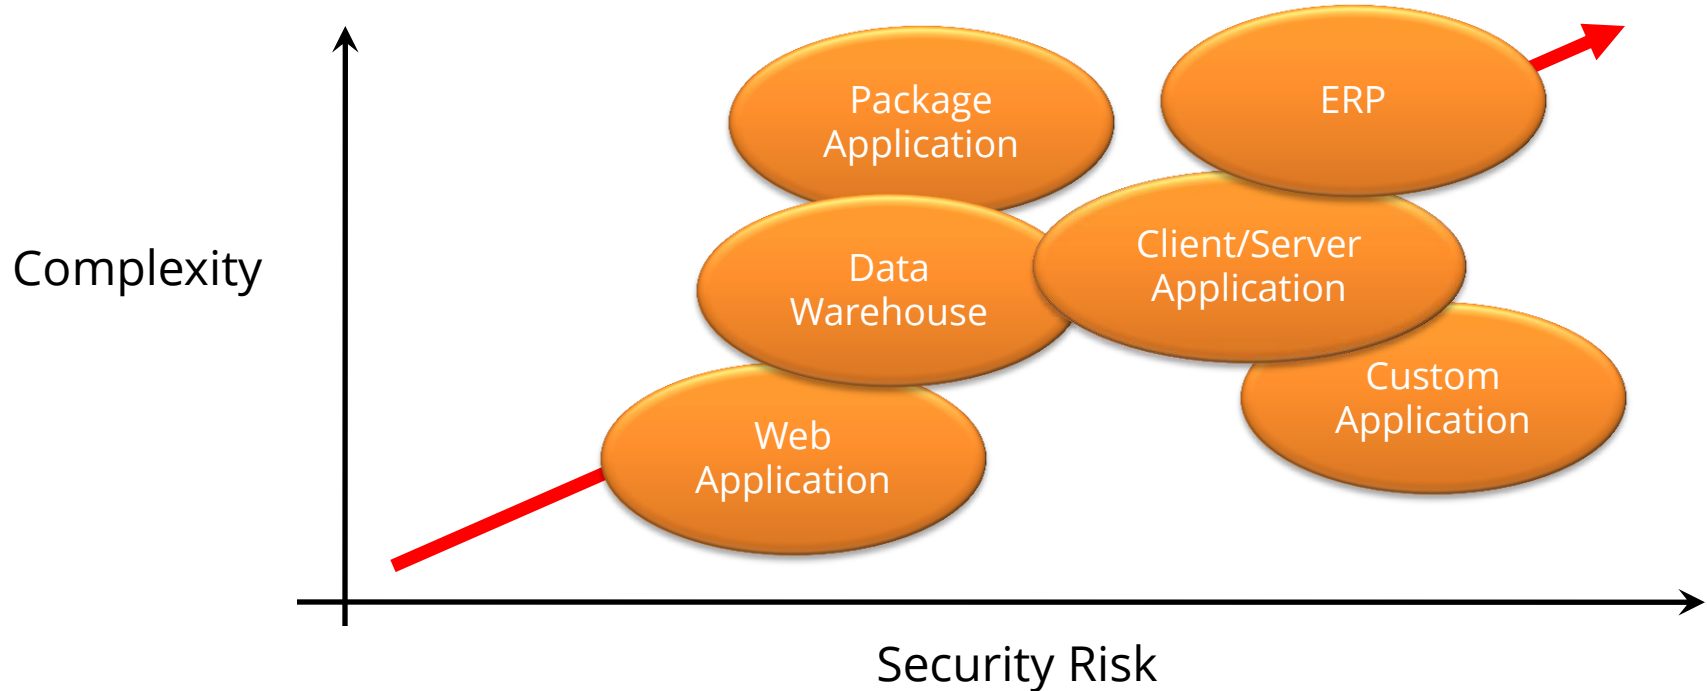 Package
Application
ERP
Complexity
Data
Warehouse
Client/Server
Application
Custom
Application
Web
Application
Security Risk